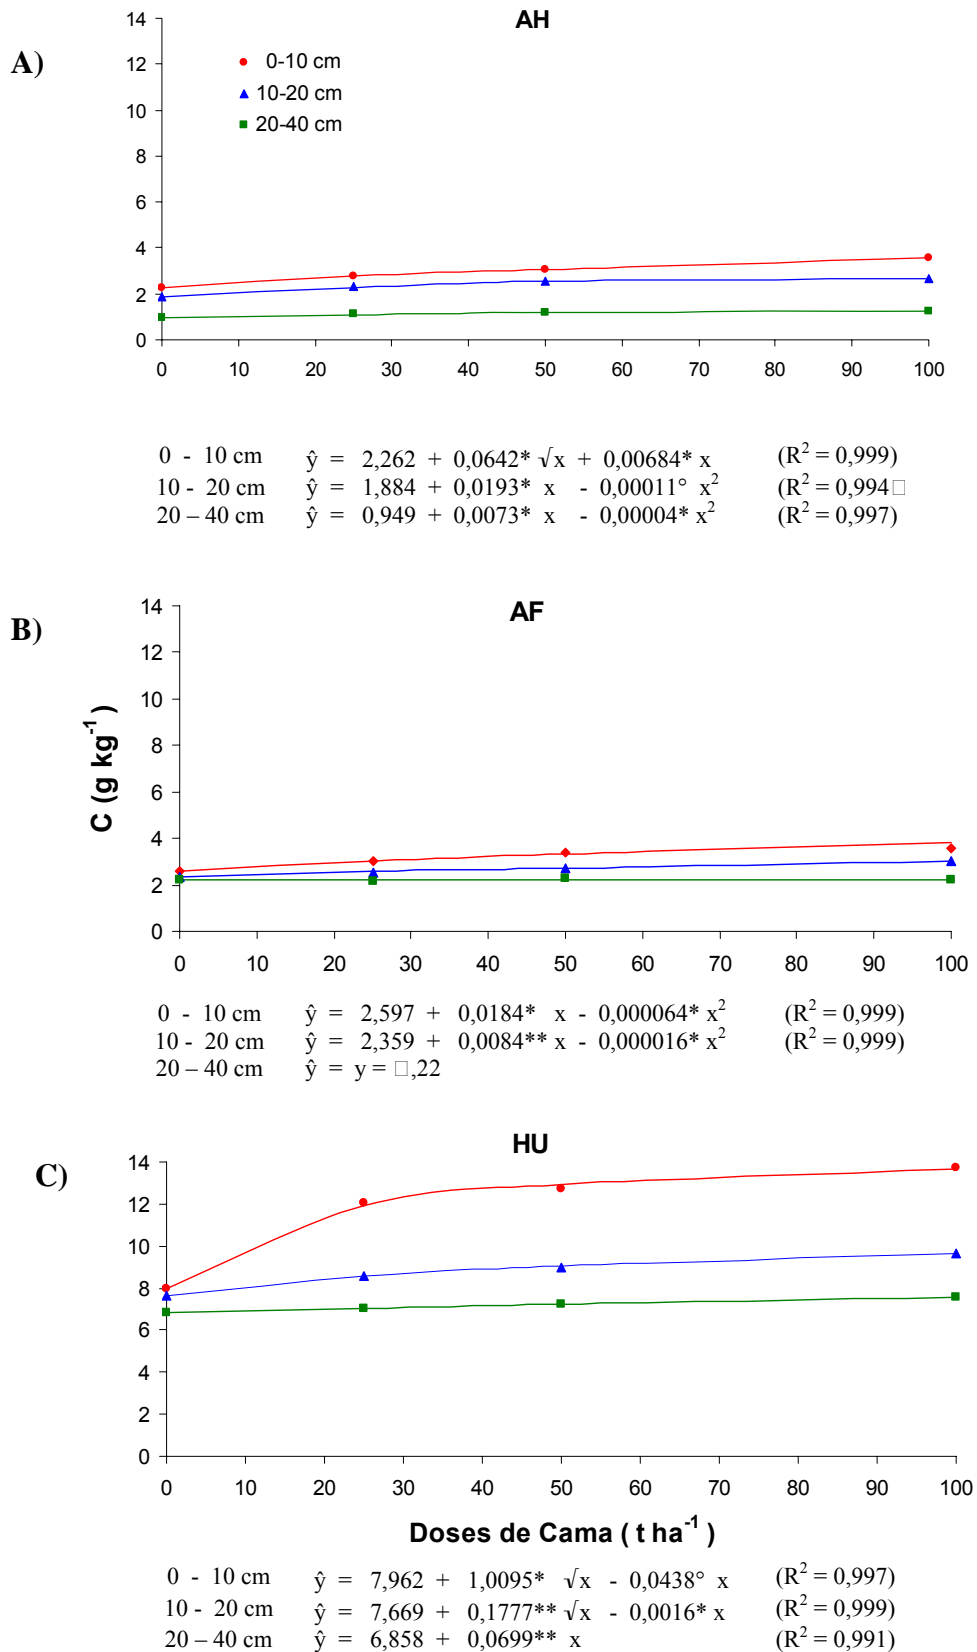 A)
AH
14
12
10
8
6
4
2
0
0-10 cm
10-20 cm
20-40 cm
0 10 20 30 40 50 60 70 80 90 100
0 - 10 cm ŷ = 2,262 + 0,0642* √x + 0,00684* x (R² = 0,999)
10 - 20 cm ŷ = 1,884 + 0,0193* x - 0,00011° x² (R² = 0,994□
20 – 40 cm ŷ = 0,949 + 0,0073* x - 0,00004* x² (R² = 0,997)
B)
AF
C (g kg⁻¹)
14
12
10
8
6
4
2
0
0 10 20 30 40 50 60 70 80 90 100
0 - 10 cm ŷ = 2,597 + 0,0184* x - 0,000064* x² (R² = 0,999)
10 - 20 cm ŷ = 2,359 + 0,0084** x - 0,000016* x² (R² = 0,999)
20 – 40 cm ŷ = y = □,22
C)
HU
14
12
10
8
6
4
2
0
0 10 20 30 40 50 60 70 80 90 100
Doses de Cama ( t ha⁻¹ )
0 - 10 cm ŷ = 7,962 + 1,0095* √x - 0,0438° x (R² = 0,997)
10 - 20 cm ŷ = 7,669 + 0,1777** √x - 0,0016* x (R² = 0,999)
20 – 40 cm ŷ = 6,858 + 0,0699** x (R² = 0,991)